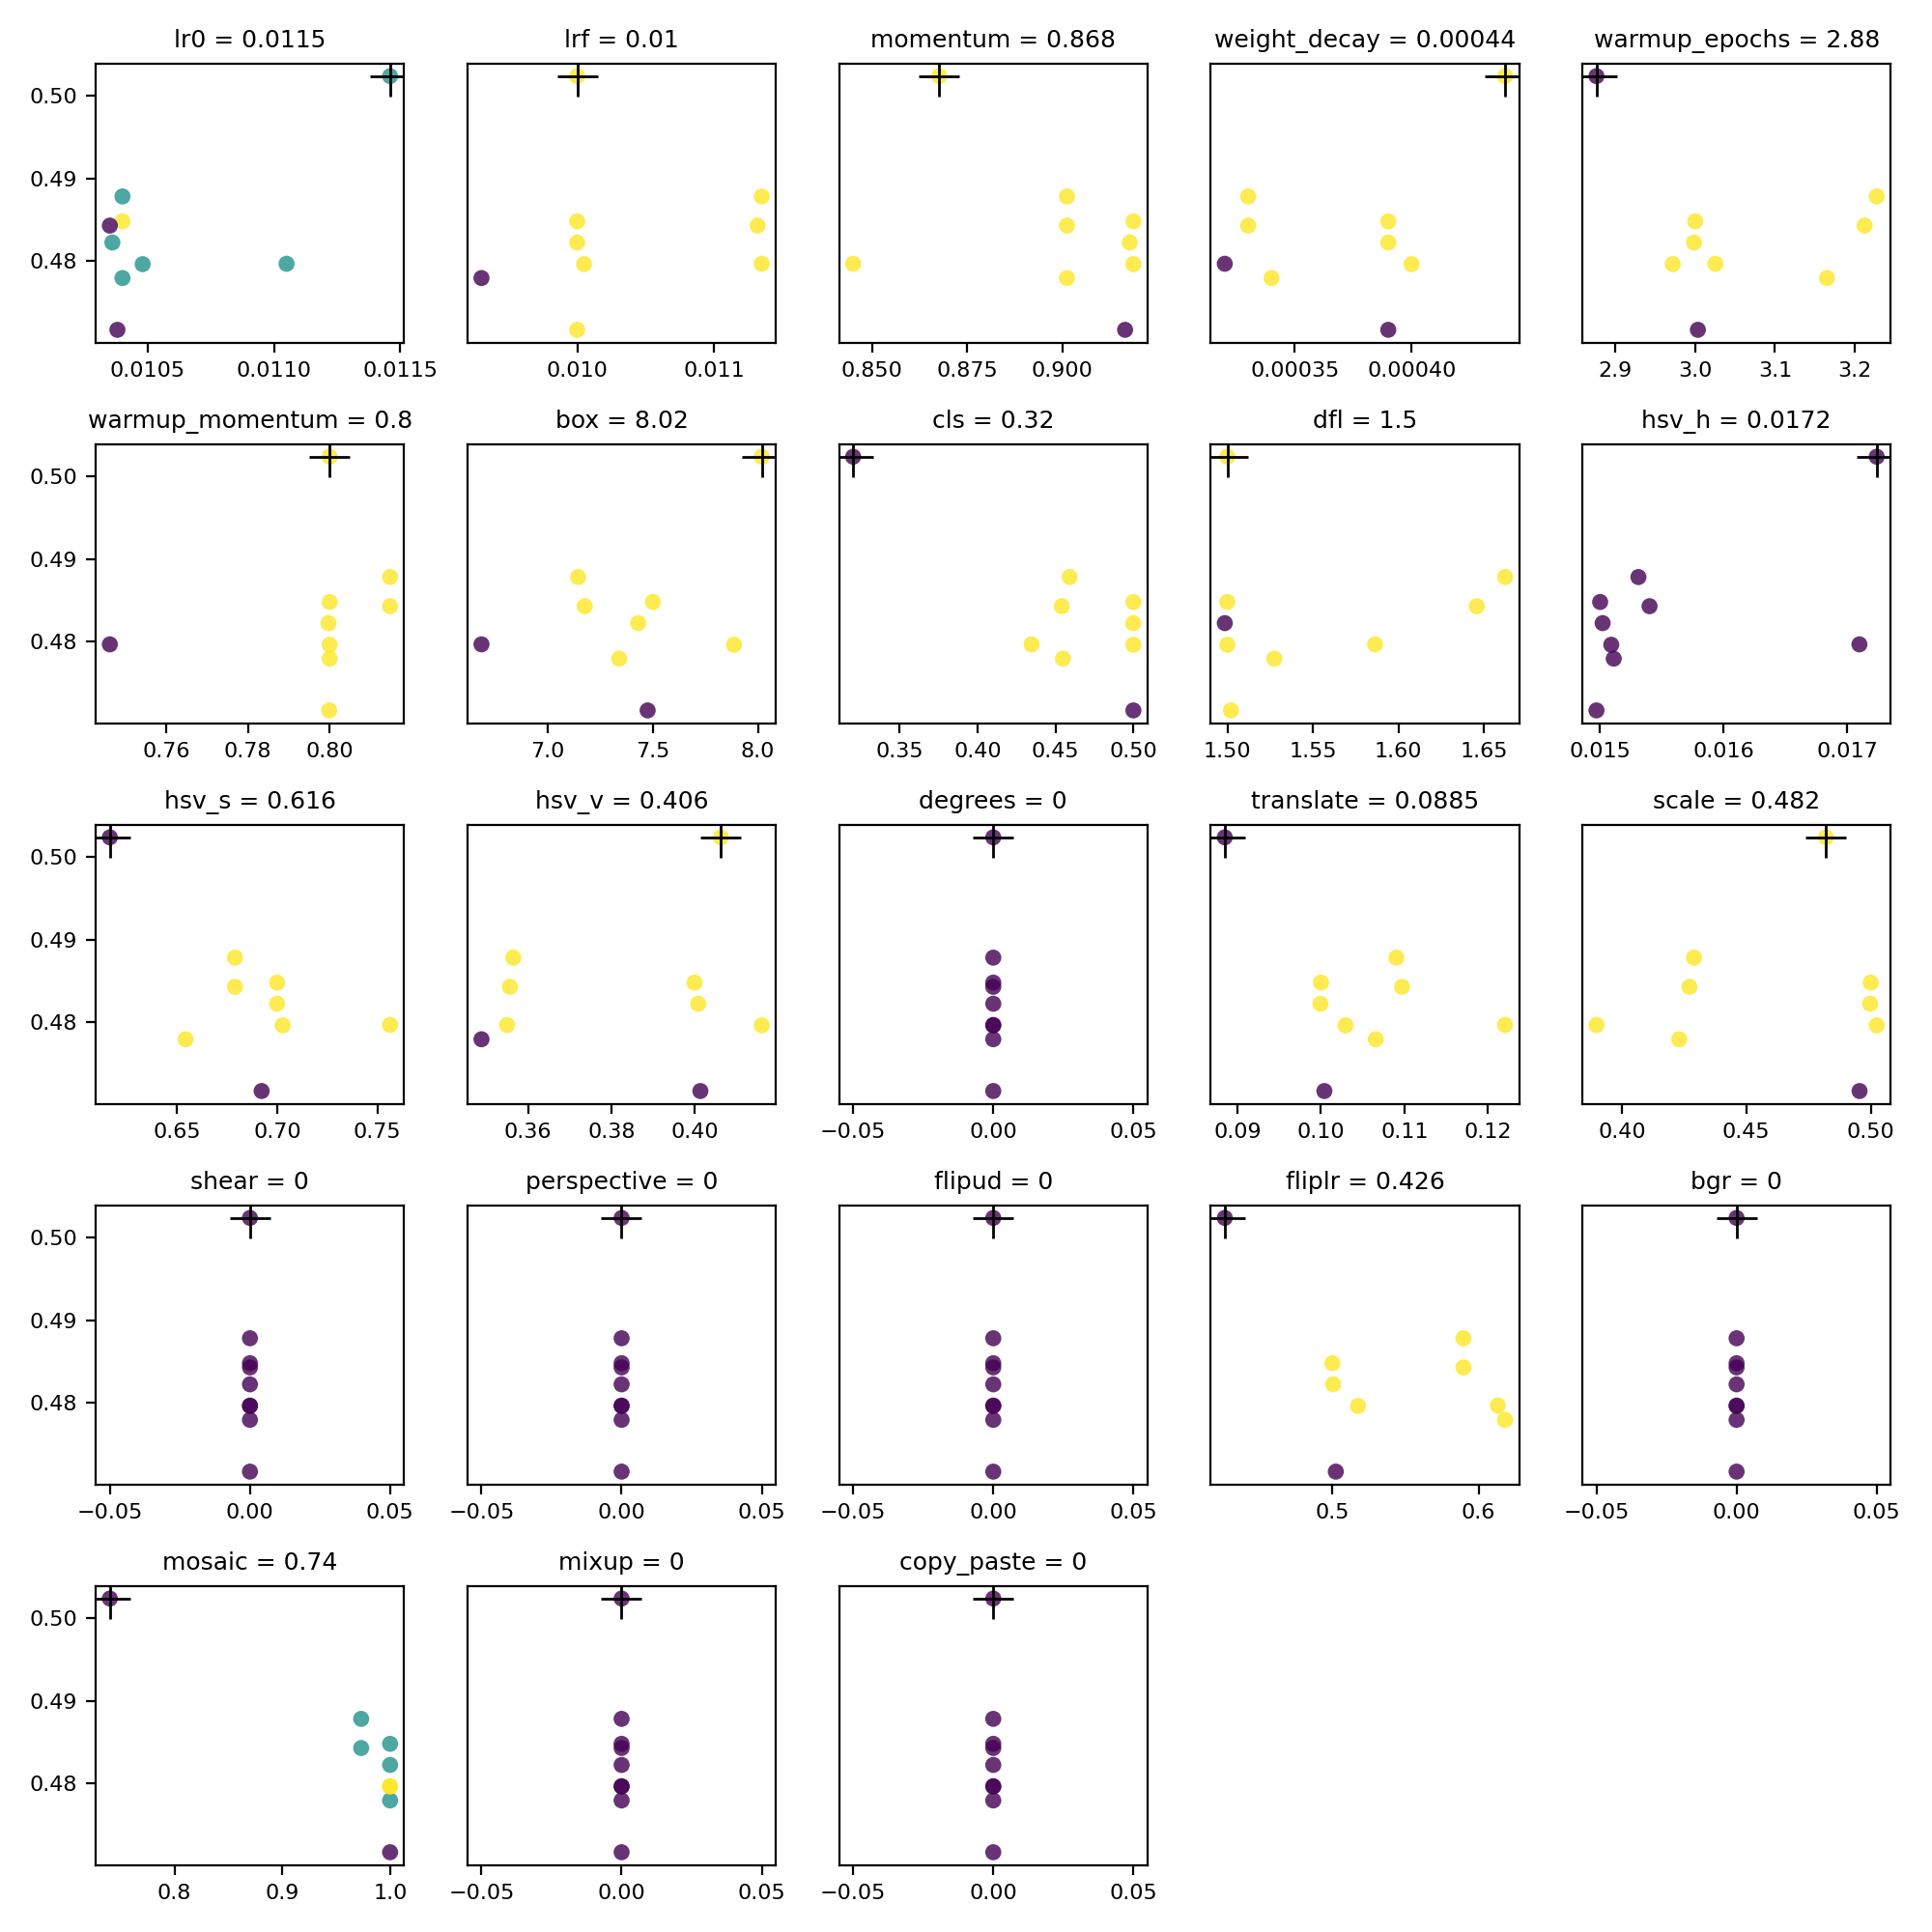 lr0 = 0.0115 lrf = 0.01 momentum = 0.868 weight_decay = 0.00044 warmup_epochs = 2.88
0.50
0.49
0.48
0.0105 0.0110 0.0115 0.010 0.011 0.850 0.875 0.900 0.00035 0.00040 2.9 3.0 3.1 3.2
warmup_momentum = 0.8 box = 8.02 cls = 0.32 dfl = 1.5 hsv_h = 0.0172
0.50
0.49
0.48
0.76 0.78 0.80 7.0 7.5 8.0 0.35 0.40 0.45 0.50 1.50 1.55 1.60 1.65 0.015 0.016 0.017
hsv_s = 0.616 hsv_v = 0.406 degrees = 0 translate = 0.0885 scale = 0.482
0.50
0.49
0.48
0.65 0.70 0.75 0.36 0.38 0.40 −0.05 0.00 0.05 0.09 0.10 0.11 0.12 0.40 0.45 0.50
shear = 0 perspective = 0 flipud = 0 fliplr = 0.426 bgr = 0
0.50
0.49
0.48
−0.05 0.00 0.05 −0.05 0.00 0.05 −0.05 0.00 0.05 0.5 0.6 −0.05 0.00 0.05
mosaic = 0.74 mixup = 0 copy_paste = 0
0.50
0.49
0.48
0.8 0.9 1.0 −0.05 0.00 0.05 −0.05 0.00 0.05